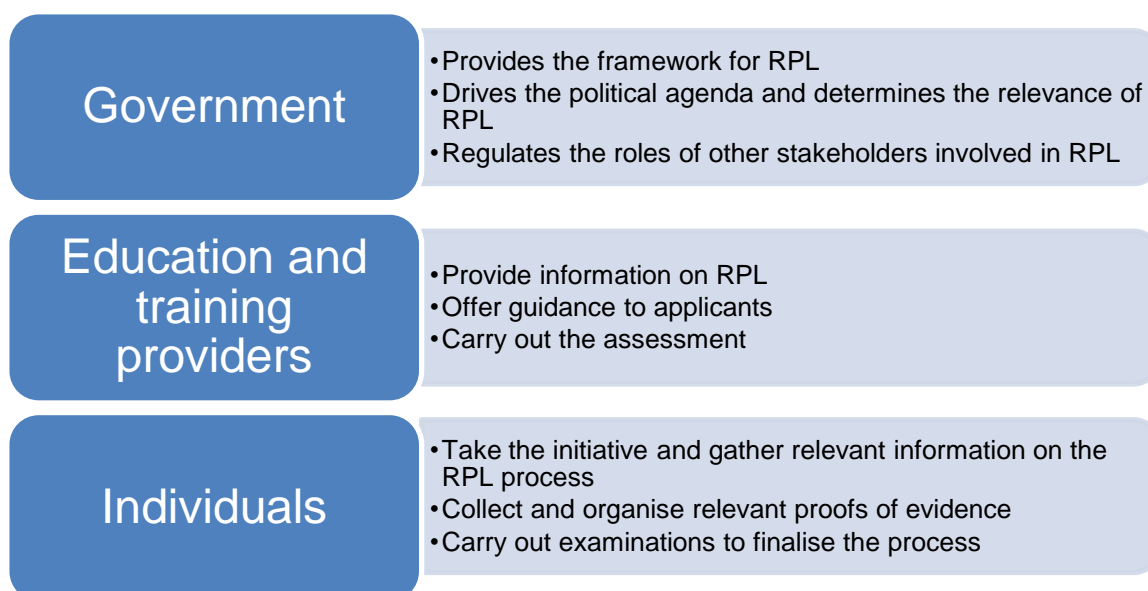 Government
•Provides the framework for RPL
•Drives the political agenda and determines the relevance of
RPL
•Regulates the roles of other stakeholders involved in RPL
Education and
training
providers
•Provide information on RPL
•Offer guidance to applicants
•Carry out the assessment
Individuals
•Take the initiative and gather relevant information on the
RPL process
•Collect and organise relevant proofs of evidence
•Carry out examinations to finalise the process